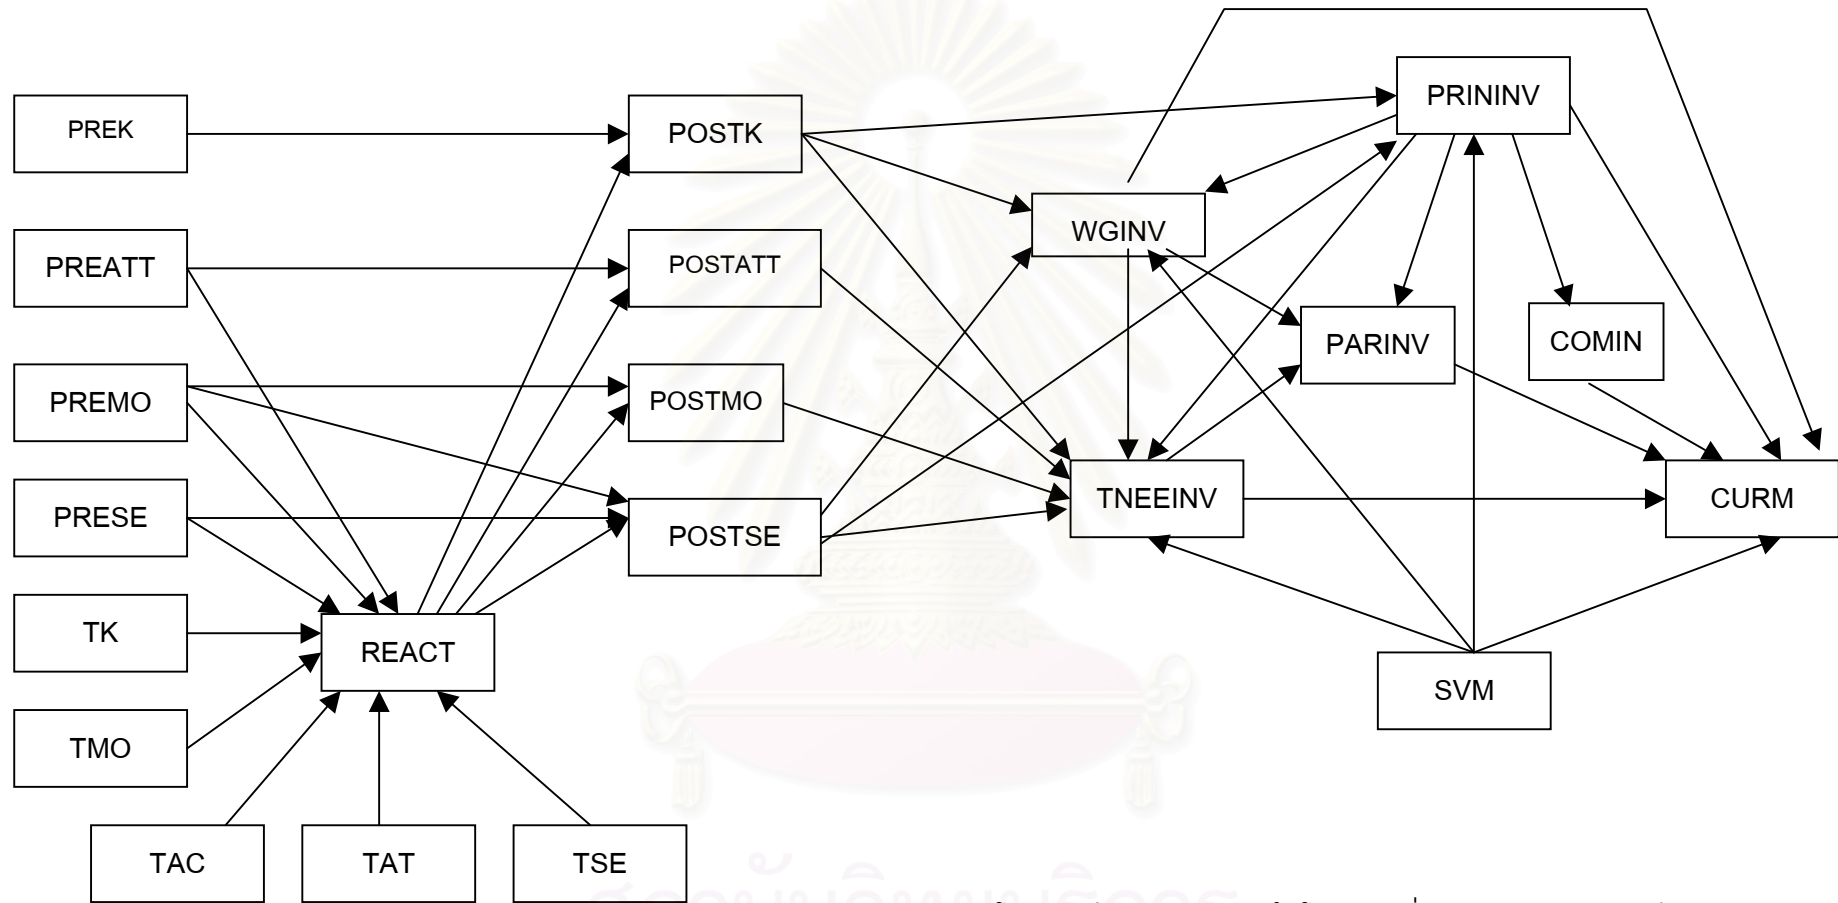 PREK
POSTK
PRININV
PREATT
POSTATT
WGINV
PREMO
POSTMO
PARINV
COMIN
PRESE
POSTSE
TNEEINV
CURM
TK
REACT
SVM
TMO
TAC
TAT
TSE